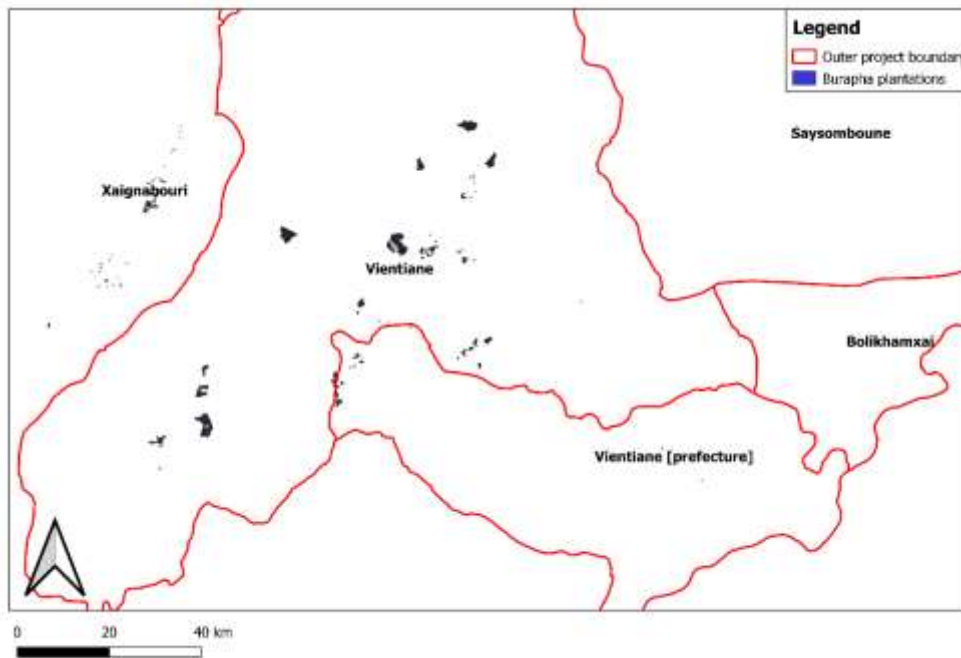 Legend
Outer project boundary
Burapha plantations
Saysomboune
Xaignabouri
Vientiane
Bolikhamxai
Vientiane [prefecture]
0 20 40 km